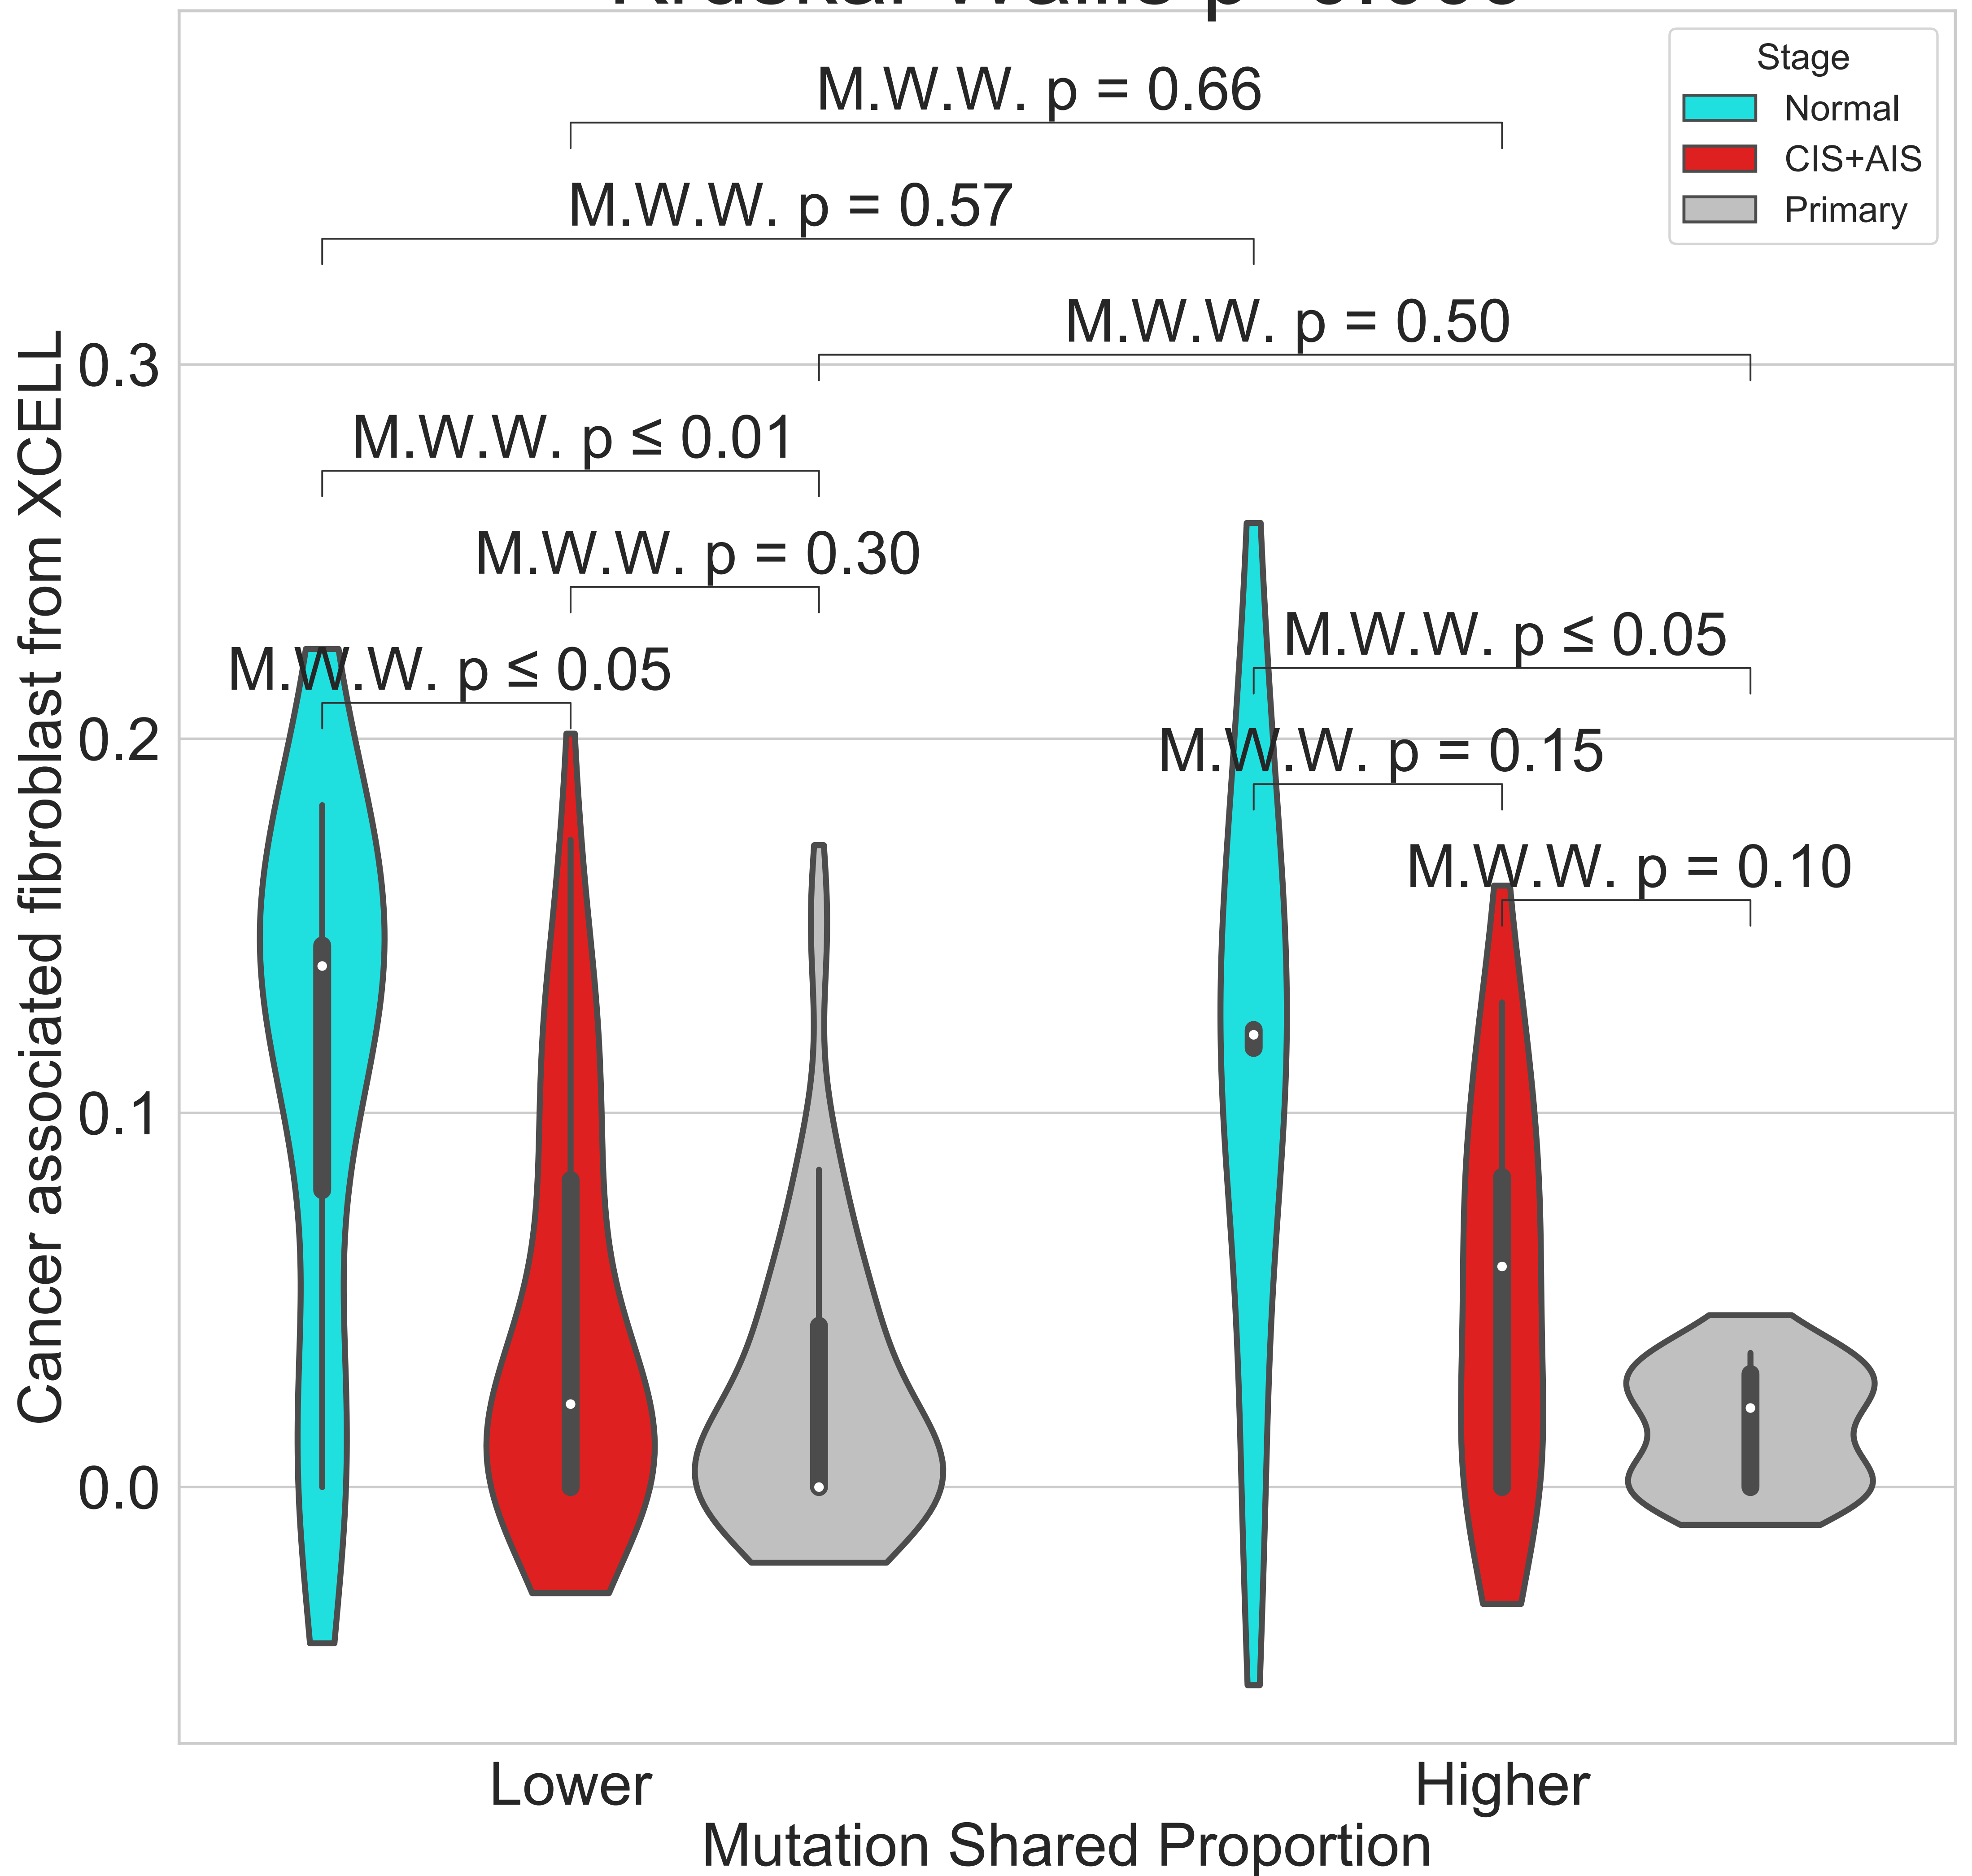 Stage
Normal
CIS+AIS
Primary
M.W.W. p = 0.66
M.W.W. p = 0.57
M.W.W. p = 0.50
M.W.W. p ≤ 0.01
M.W.W. p = 0.30
M.W.W. p ≤ 0.05
M.W.W. p ≤ 0.05
M.W.W. p = 0.15
M.W.W. p = 0.10
Cancer associated fibroblast from XCELL
0.3
0.2
0.1
0.0
Lower
Higher
Mutation Shared Proportion